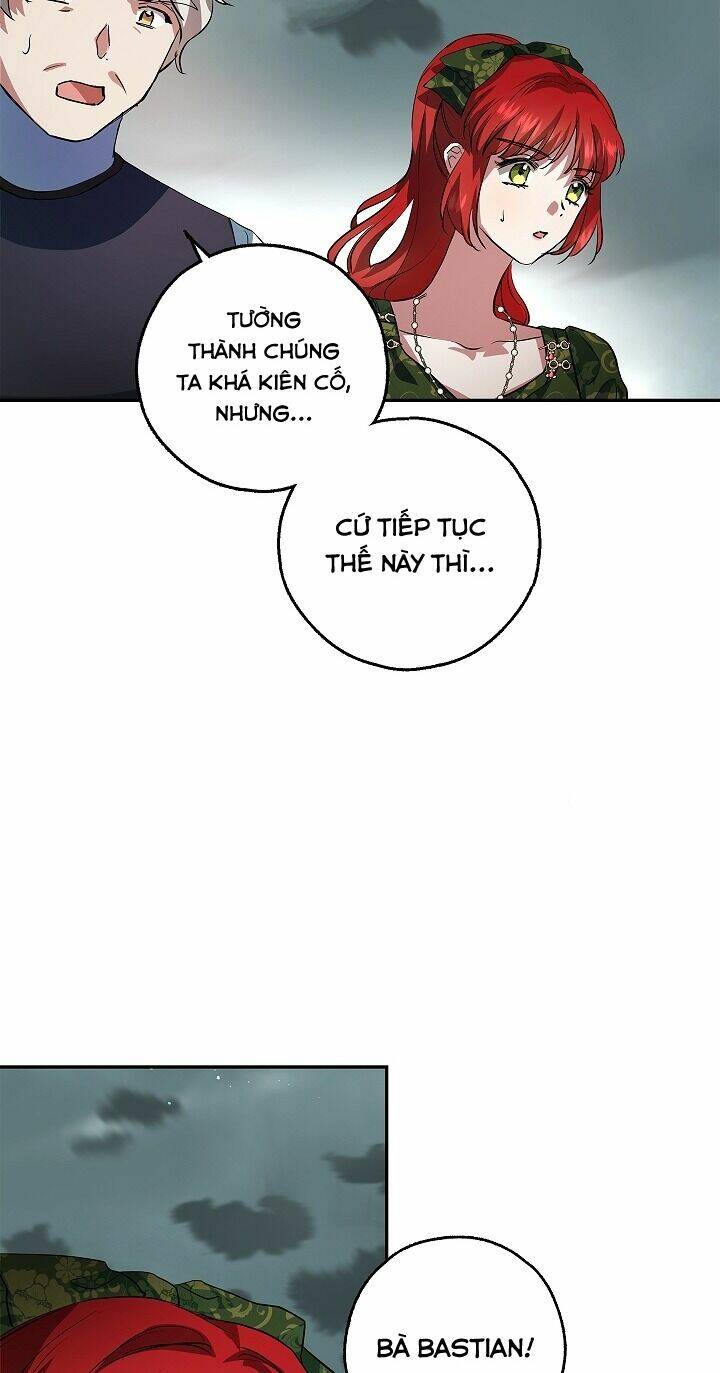 TƯỜNG
THÀNH CHÚNG
TA KHÁ KIÊN CỐ,
NHƯNG...
CỨ TIẾP TỤC
THẾ NÀY THÌ...
BÀ BASTIAN!